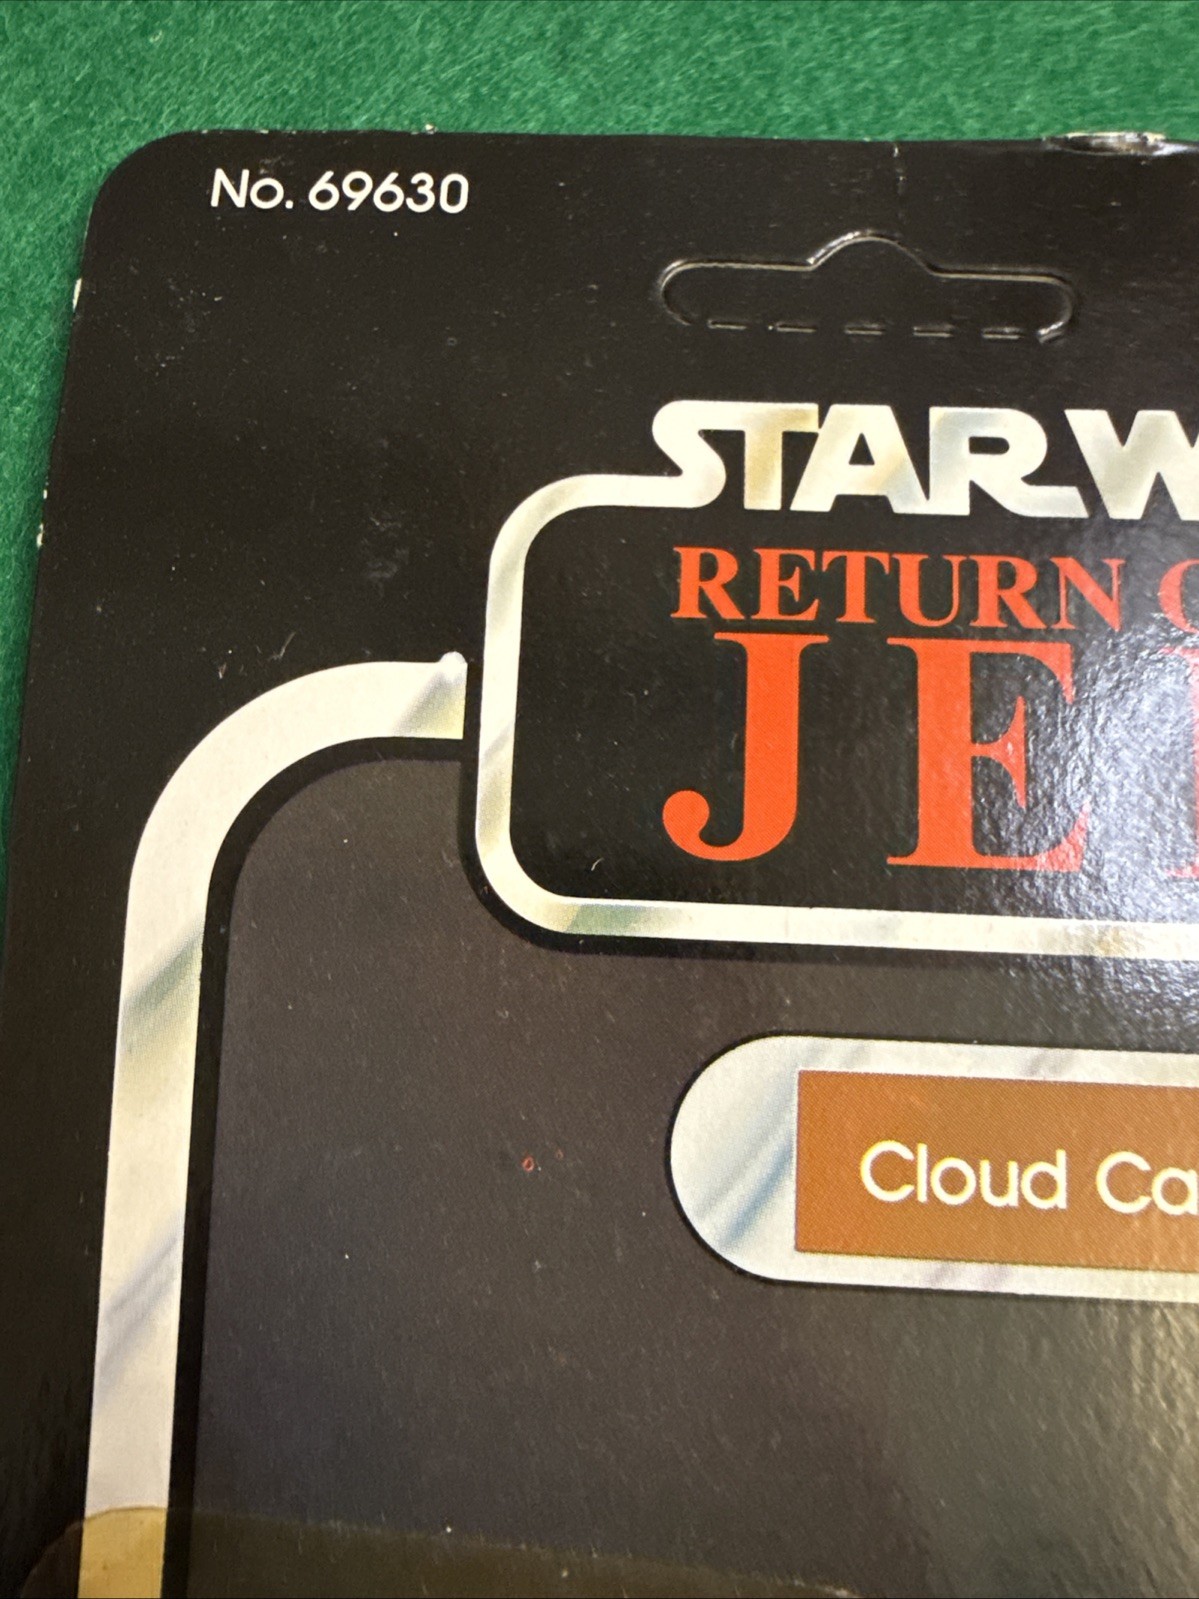 No. 69630
STAR W
RETURN O
JE
Cloud Ca